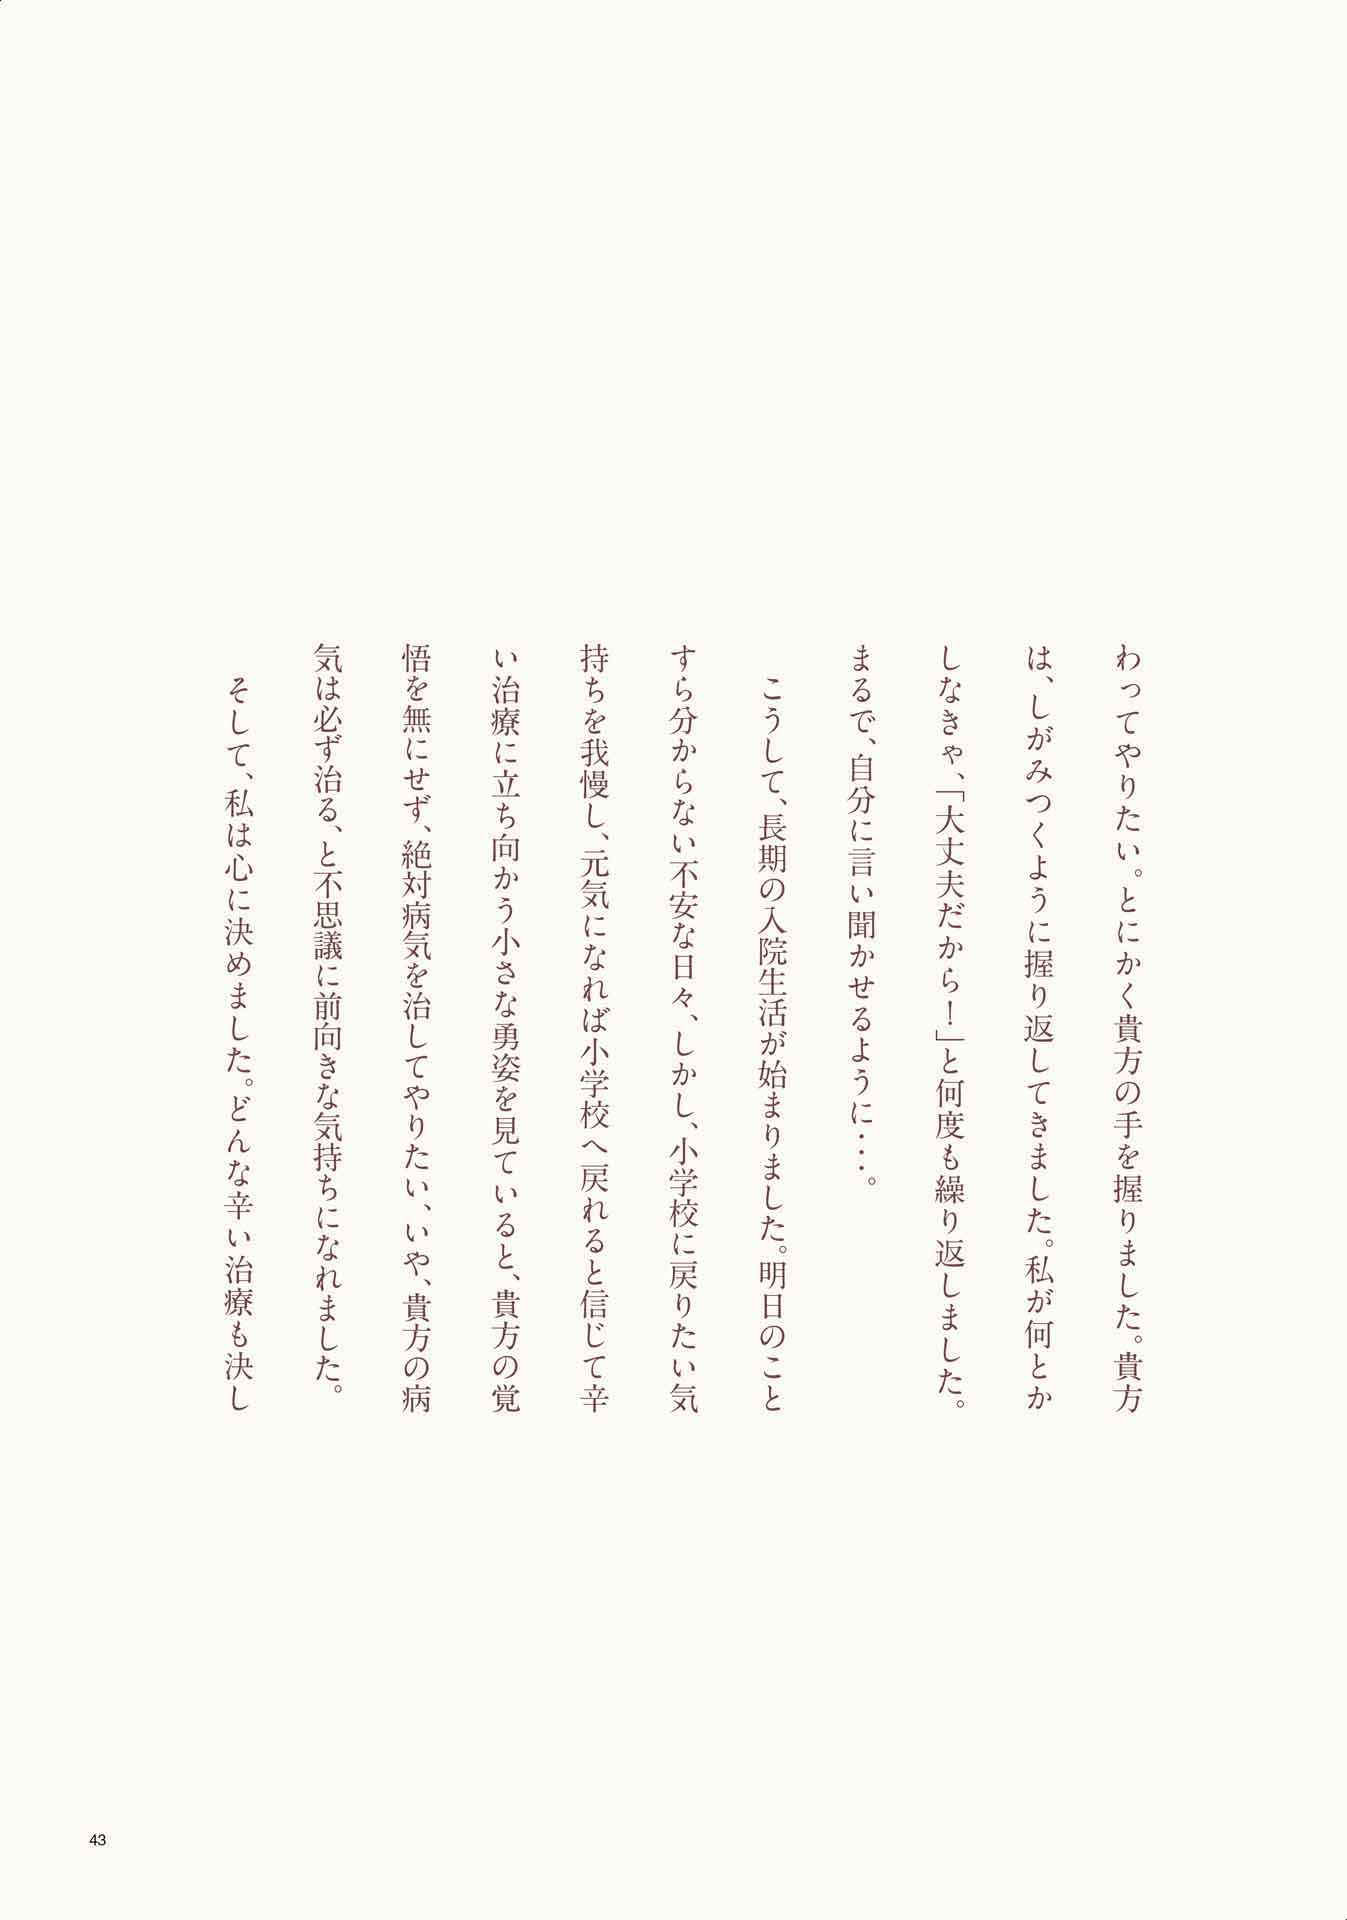 わってやりたい。とにかく貴方の手を握りました。貴方
は、しがみつくように握り返してきました。私が何とか
しなきゃ、「大丈夫だから！」と何度も繰り返しました。
まるで、自分に言い聞かせるように・・・。
　こうして、長期の入院生活が始まりました。明日のこと
すら分からない不安な日々、しかし、小学校に戻りたい気
持ちを我慢し、元気になれば小学校へ戻れると信じて辛
い治療に立ち向かう小さな勇姿を見ていると、貴方の覚
悟を無にせず、絶対病気を治してやりたい、いや、貴方の病
気は必ず治る、と不思議に前向きな気持ちになれました。
　そして、私は心に決めました。どんな辛い治療も決し
43